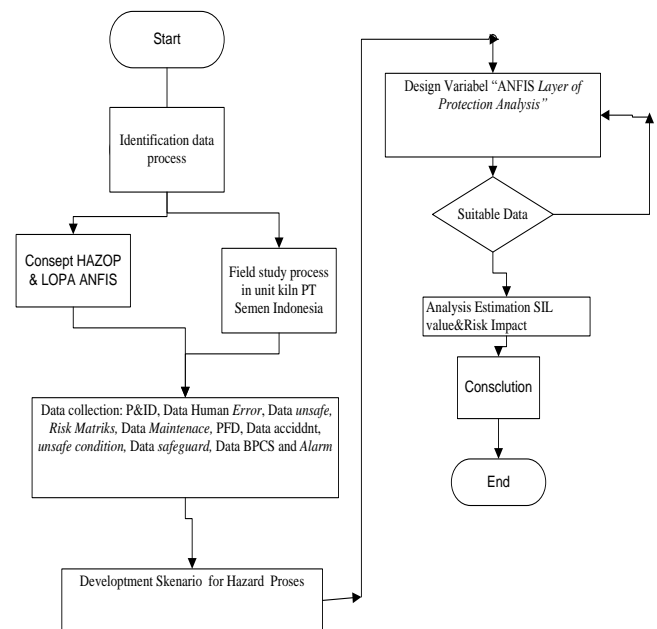 Start
Identification data
process
Consept HAZOP
& LOPA ANFIS
Field study process
in unit kiln PT
Semen Indonesia
Data collection: P&ID, Data Human Error, Data unsafe,
Risk Matriks, Data Maintenace, PFD, Data acciddnt,
unsafe condition, Data safeguard, Data BPCS and Alarm
Developtment Skenario for Hazard Proses
Design Variabel “ANFIS Layer of
Protection Analysis”
Suitable Data
Analysis Estimation SIL
value&Risk Impact
Consclution
End